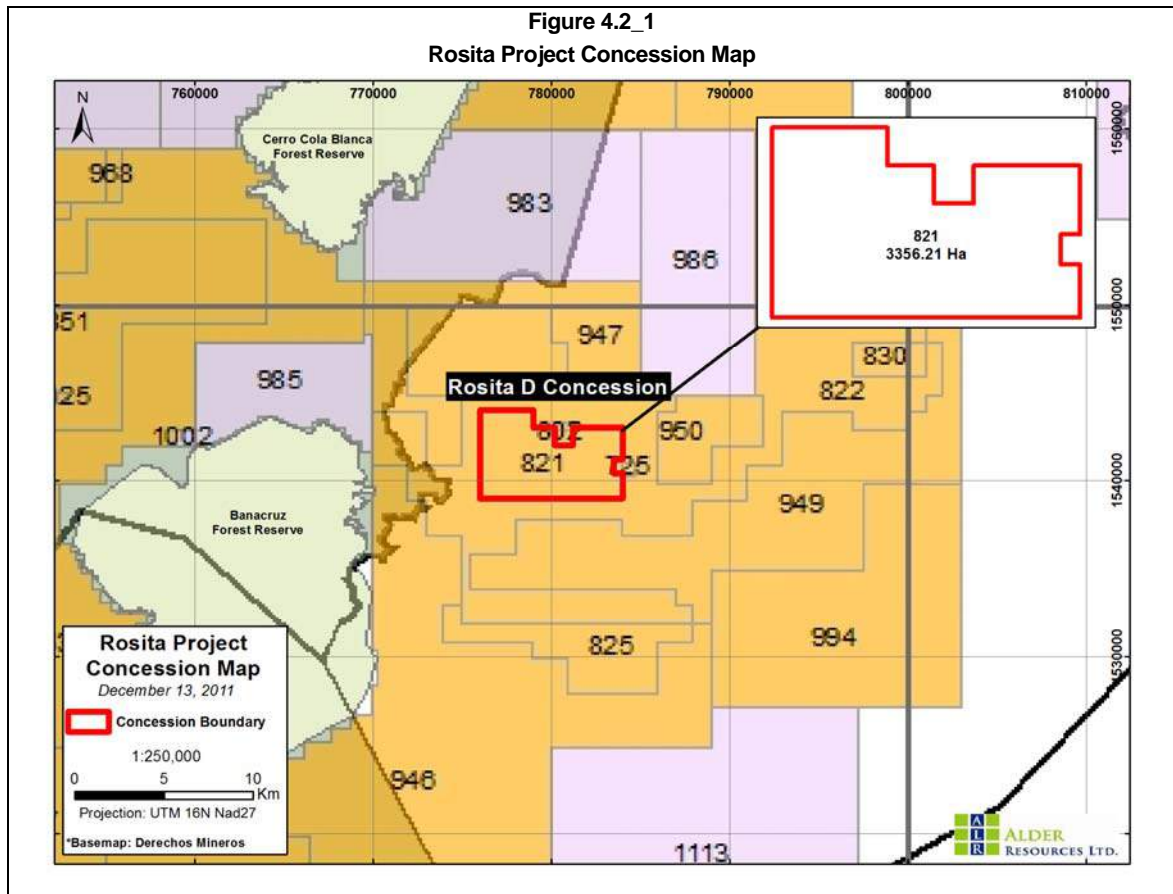 Figure 4.2_1
Rosita Project Concession Map
760000
770000
780000
790000
800000
810000
N
Cerro Cola Blanca
Forest Reserve
1560000
968
983
986
821
3356.21 Ha
1550000
947
830
822
985
Rosita D Concession
802
950
821
725
1002
1540000
949
Banacruz
Forest Reserve
825
994
946
1113
Rosita Project
Concession Map
December 13, 2011
Concession Boundary
1:250,000
0 5 10
Km
Projection: UTM 16N Nad27
*Basemap: Derechos Mineros
ALR
ALDER
RESOURCES LTD.